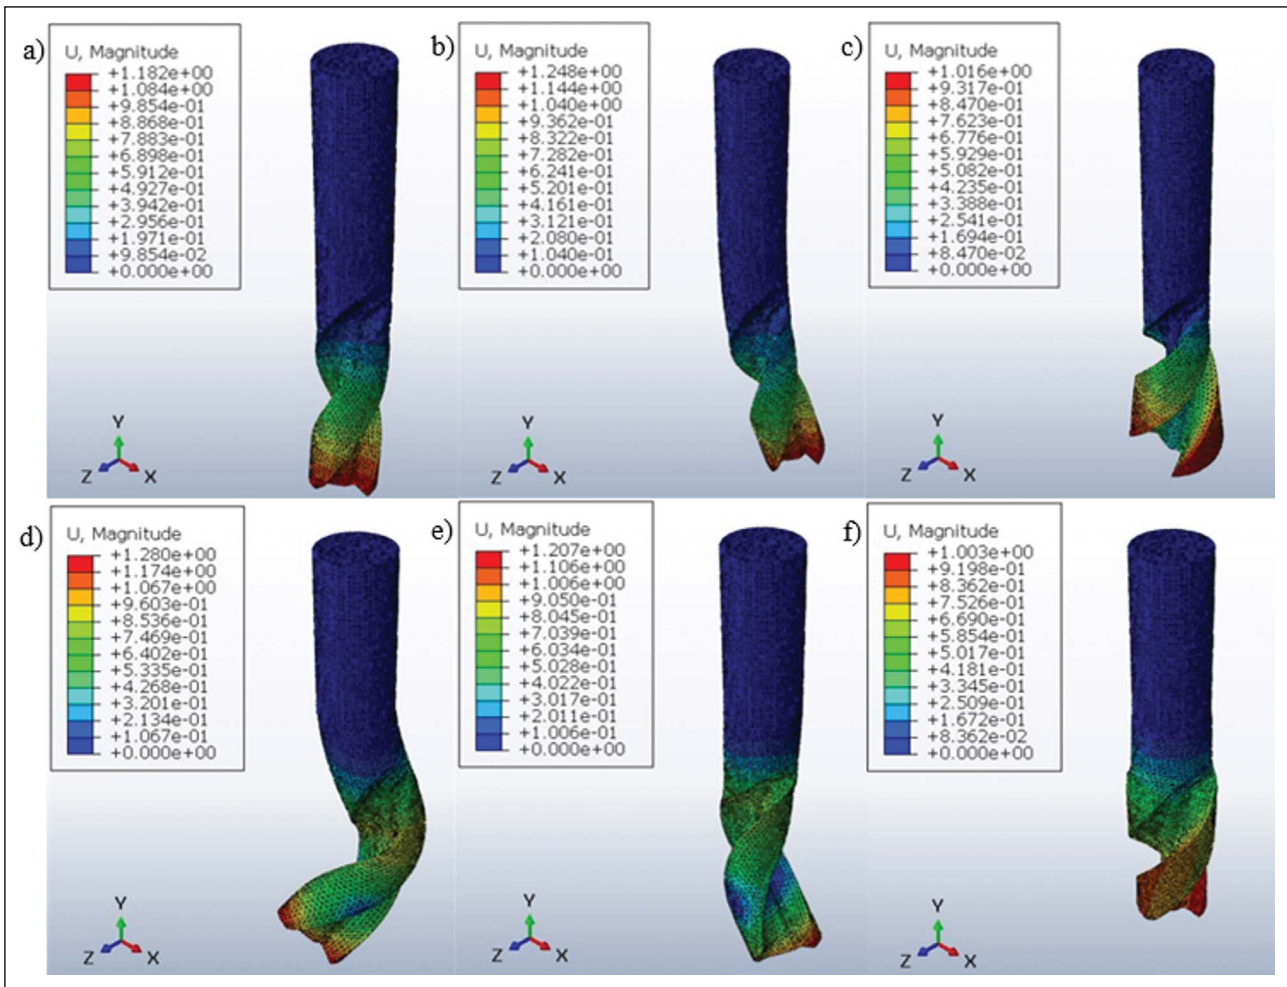 a)
U, Magnitude
+1.182e+00
+1.084e+00
+9.854e-01
+8.868e-01
+7.883e-01
+6.898e-01
+5.912e-01
+4.927e-01
+3.942e-01
+2.956e-01
+1.971e-01
+9.854e-02
+0.000e+00
Y
Z X
b)
U, Magnitude
+1.248e+00
+1.144e+00
+1.040e+00
+9.362e-01
+8.322e-01
+7.282e-01
+6.241e-01
+5.201e-01
+4.161e-01
+3.121e-01
+2.080e-01
+1.040e-01
+0.000e+00
Y
Z X
c)
U, Magnitude
+1.016e+00
+9.317e-01
+8.470e-01
+7.623e-01
+6.776e-01
+5.929e-01
+5.082e-01
+4.235e-01
+3.388e-01
+2.541e-01
+1.694e-01
+8.470e-02
+0.000e+00
Y
Z X
d)
U, Magnitude
+1.280e+00
+1.174e+00
+1.067e+00
+9.603e-01
+8.536e-01
+7.469e-01
+6.402e-01
+5.335e-01
+4.268e-01
+3.201e-01
+2.134e-01
+1.067e-01
+0.000e+00
Y
Z X
e)
U, Magnitude
+1.207e+00
+1.106e+00
+1.006e+00
+9.050e-01
+8.045e-01
+7.039e-01
+6.034e-01
+5.028e-01
+4.022e-01
+3.017e-01
+2.011e-01
+1.006e-01
+0.000e+00
Y
Z X
f)
U, Magnitude
+1.003e+00
+9.198e-01
+8.362e-01
+7.526e-01
+6.690e-01
+5.854e-01
+5.017e-01
+4.181e-01
+3.345e-01
+2.509e-01
+1.672e-01
+8.362e-02
+0.000e+00
Y
Z X